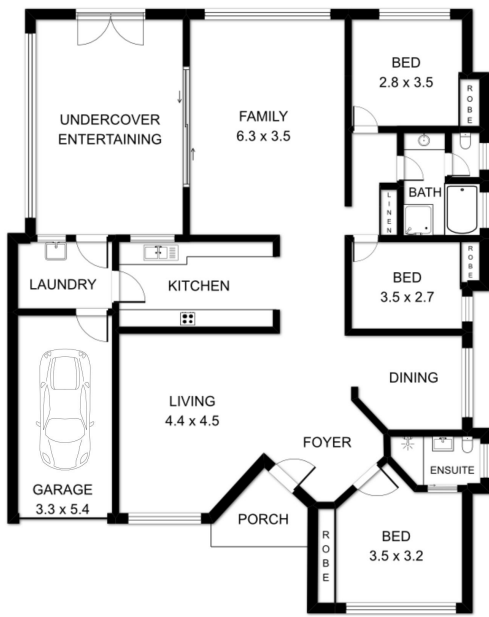 BED
2.8 x 3.5
ROBE
UNDERCOVER
ENTERTAINING
FAMILY
6.3 x 3.5
BATH
LINEN
LAUNDRY
KITCHEN
BED
3.5 x 2.7
ROBE
LIVING
4.4 x 4.5
DINING
FOYER
ENSUITE
GARAGE
3.3 x 5.4
PORCH
ROBE
BED
3.5 x 3.2